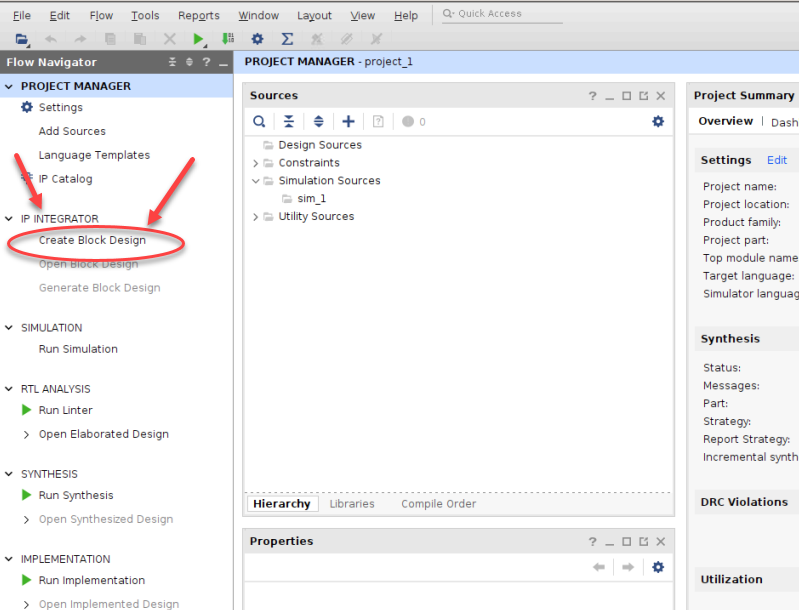 File Edit Flow Tools Reports Window Layout View Help Quick Access
Flow Navigator
PROJECT MANAGER - project_1
PROJECT MANAGER
Settings
Add Sources
Language Templates
IP Catalog
IP INTEGRATOR
Create Block Design
Open Block Design
Generate Block Design
SIMULATION
Run Simulation
RTL ANALYSIS
Run Linter
Open Elaborated Design
SYNTHESIS
Run Synthesis
Open Synthesized Design
IMPLEMENTATION
Run Implementation
Open Implemented Design
Sources
0
Design Sources
Constraints
Simulation Sources
sim_1
Utility Sources
Hierarchy Libraries Compile Order
Properties
Project Summary
Overview | Dash
Settings Edit
Project name:
Project location:
Product family:
Project part:
Top module name
Target language:
Simulator languag
Synthesis
Status:
Messages:
Part:
Strategy:
Report Strategy:
Incremental synth
DRC Violations
Utilization